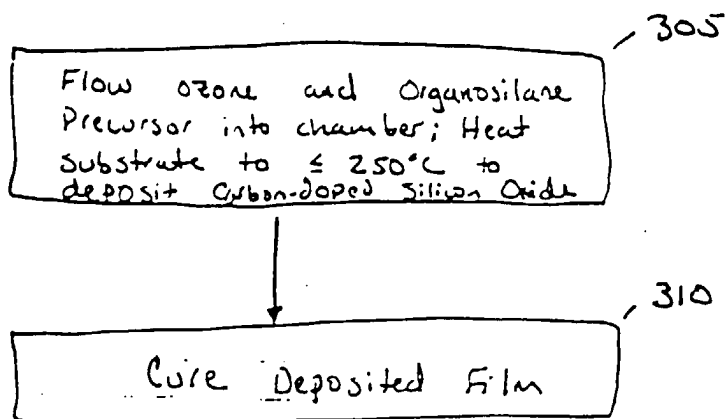 305
Flow ozone and Organosilane
Precursor into chamber; Heat
substrate to ≤ 250°C to
deposit Carbon-doped Silicon Oxide
310
Cure Deposited Film